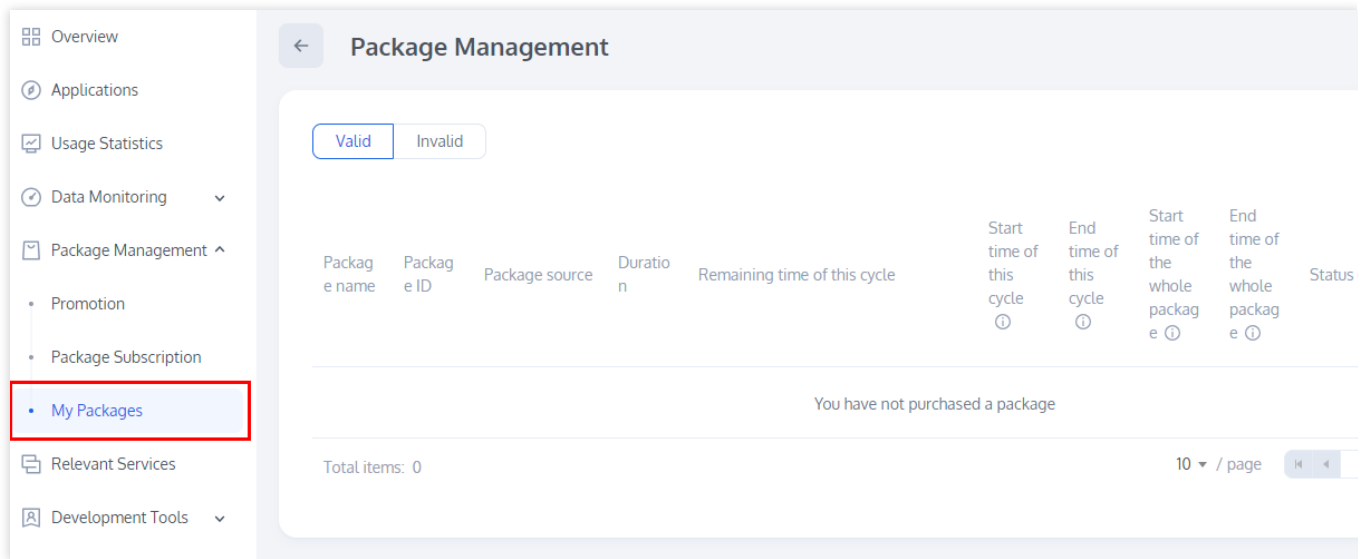 Overview
Applications
Usage Statistics
Data Monitoring
Package Management
Promotion
Package Subscription
My Packages
Relevant Services
Development Tools
Package Management
Valid
Invalid
Packag
e name
Packag
e ID
Package source
Duratio
n
Remaining time of this cycle
Start
time of
this
cycle
End
time of
this
cycle
Start
time of
the
whole
packag
e
End
time of
the
whole
packag
e
Status
You have not purchased a package
Total items: 0
10 / page